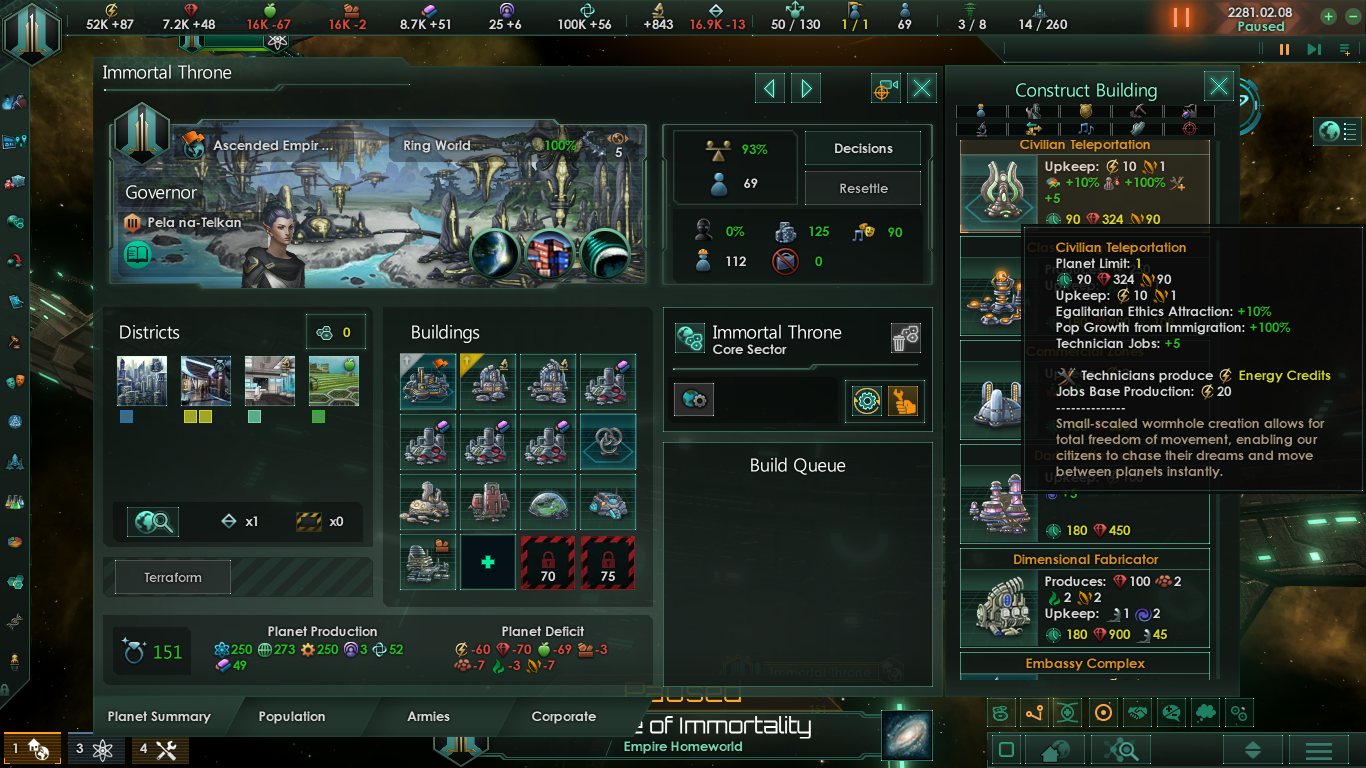 52K +87
7.2K +48
16K -67
16K -2
8.7K +51
25 +6
100K +56
+843
16.9K -13
50 / 130
1 / 1
69
3 / 8
14 / 260
2281.02.08
Paused
Immortal Throne
Ascended Empir ...
Ring World
100%
5
Governor
Pela na-Telkan
93%
69
Decisions
Resettle
0%
125
90
112
0
Districts
0
Buildings
70
75
x1
x0
Terraform
Immortal Throne
Core Sector
Build Queue
151
Planet Production
250
273
250
3
52
49
Planet Deficit
-60
-70
-69
-3
-7
-3
-7
Planet Summary
Population
Armies
Corporate
e of Immortality
Empire Homeworld
1
3
4
Construct Building
Civilian Teleportation
Upkeep: 10 1
+10% +100%
+5
90 324 90
Civilian Teleportation
Planet Limit: 1
90 324 90
Upkeep: 10 1
Egalitarian Ethics Attraction: +10%
Pop Growth from Immigration: +100%
Technician Jobs: +5
Technicians produce Energy Credits
Jobs Base Production: 20
--------------
Small-scaled wormhole creation allows for
total freedom of movement, enabling our
citizens to chase their dreams and move
between planets instantly.
180 450
Dimensional Fabricator
Produces: 100 2
2 2
Upkeep: 1 2
180 900 45
Embassy Complex